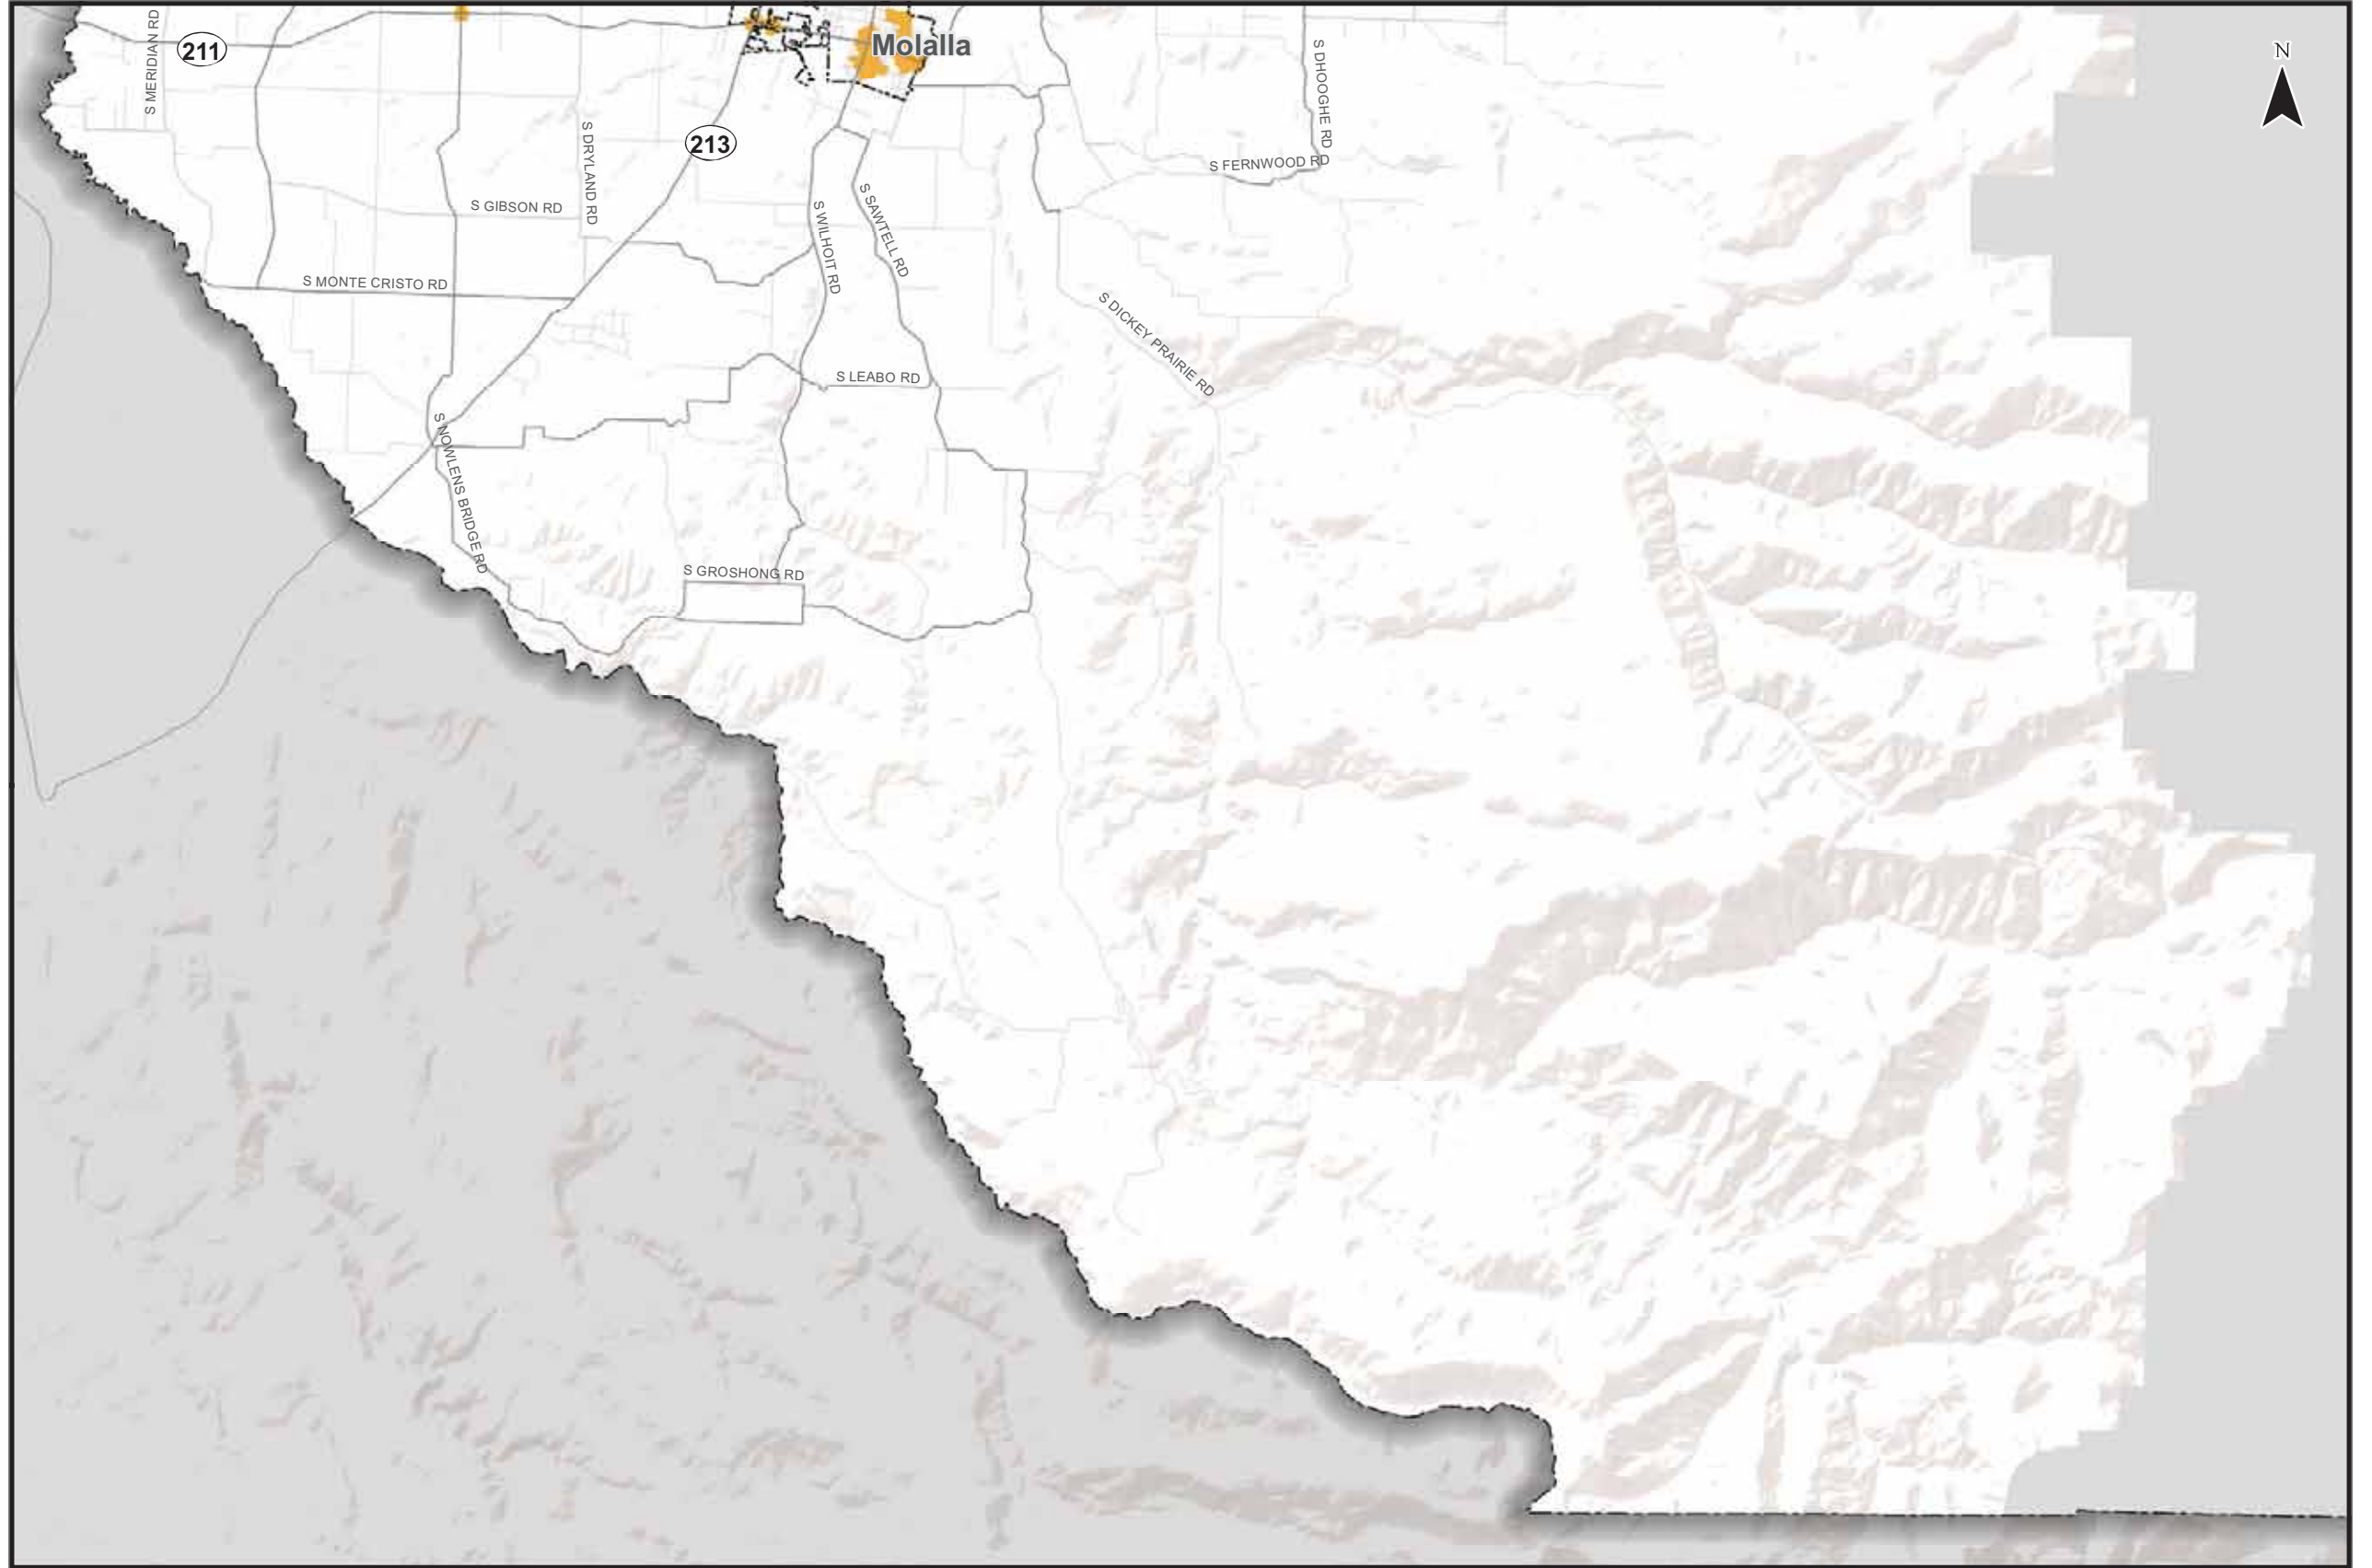 S MERIDIAN RD
211
Molalla
S DHOOGHE RD
N
213
S DRYLAND RD
S FERNWOOD RD
S GIBSON RD
S WILHOIT RD
S SAWTELL RD
S MONTE CRISTO RD
S DICKEY PRAIRIE RD
S LEABO RD
S NOWLENS BRIDGE RD
S GROSHONG RD